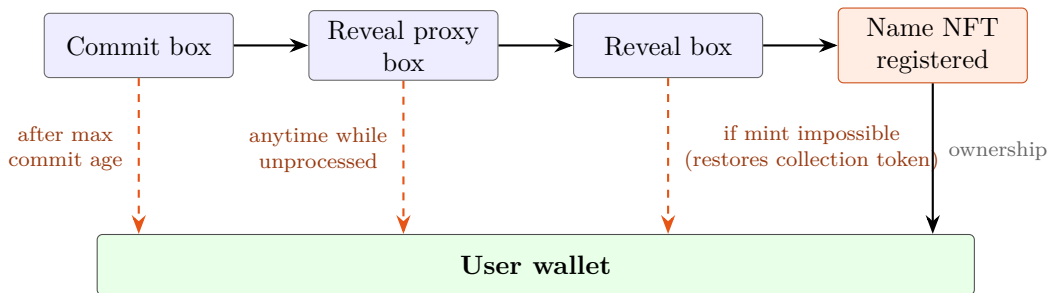 Commit box
Reveal proxy
box
Reveal box
Name NFT
registered
after max
commit age
anytime while
unprocessed
if mint impossible
(restores collection token)
ownership
User wallet